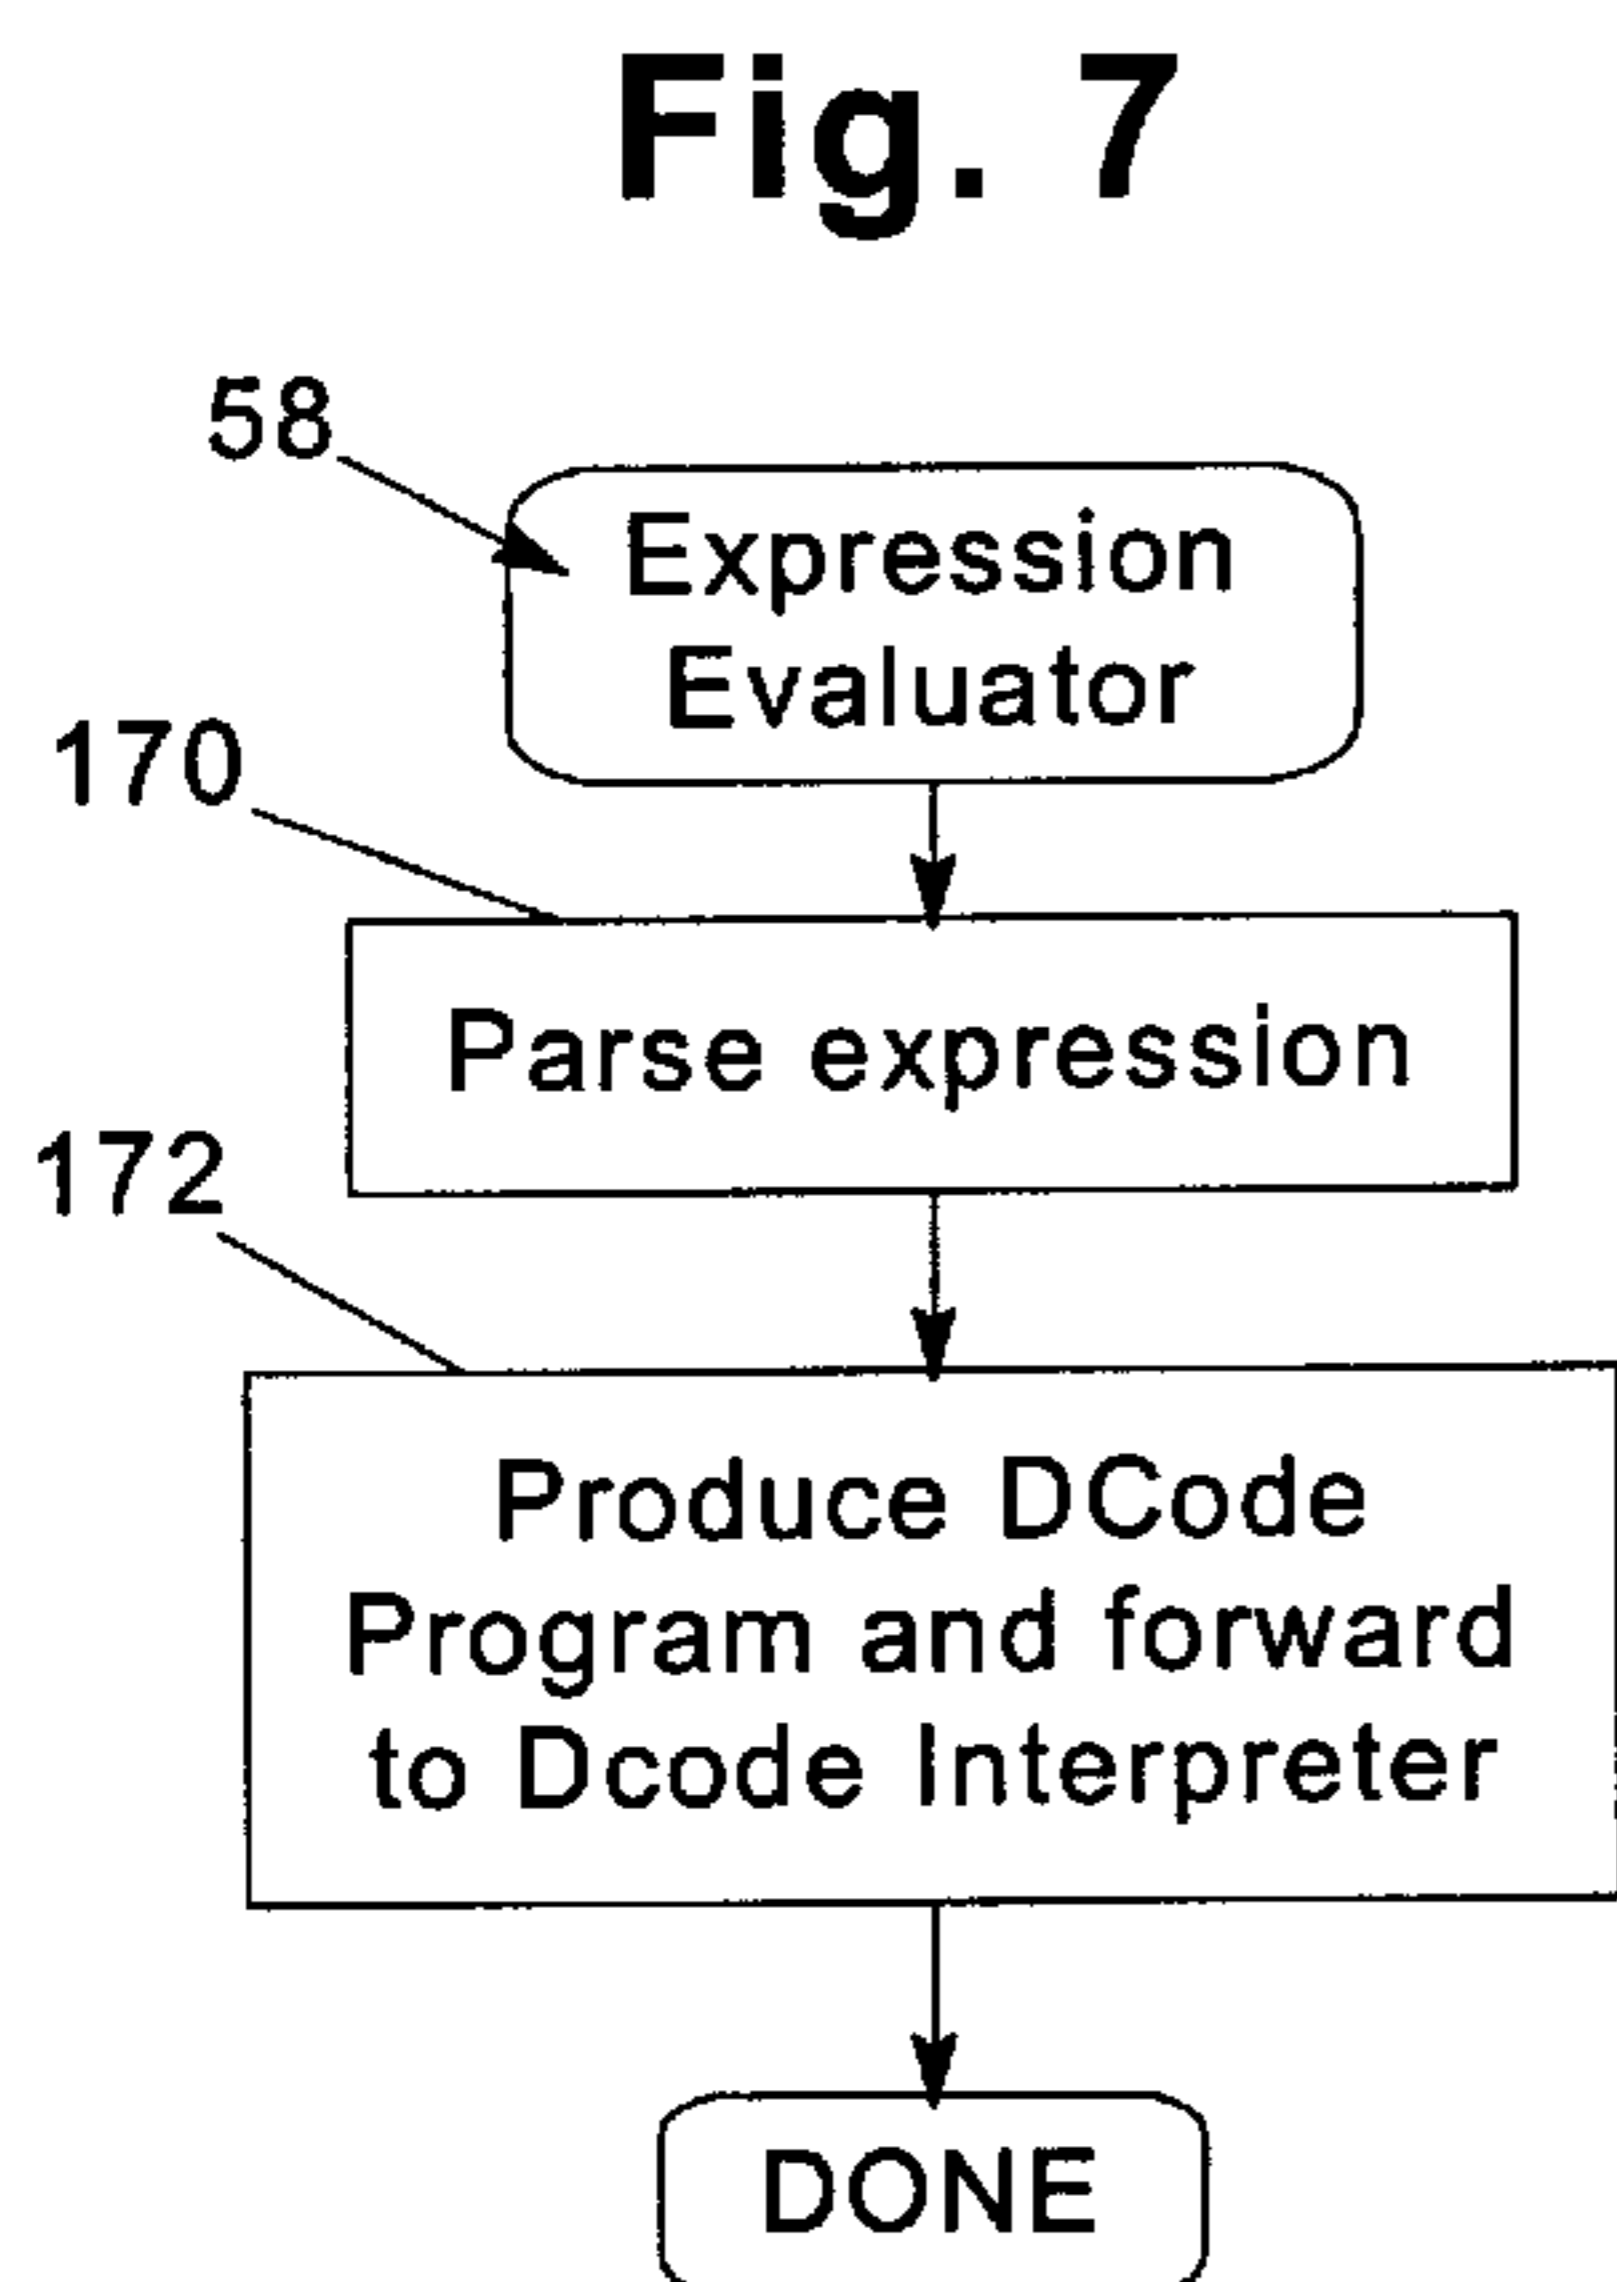 Fig. 7
58
Expression
Evaluator
170
Parse expression
172
Produce DCode
Program and forward
to Dcode Interpreter
DONE